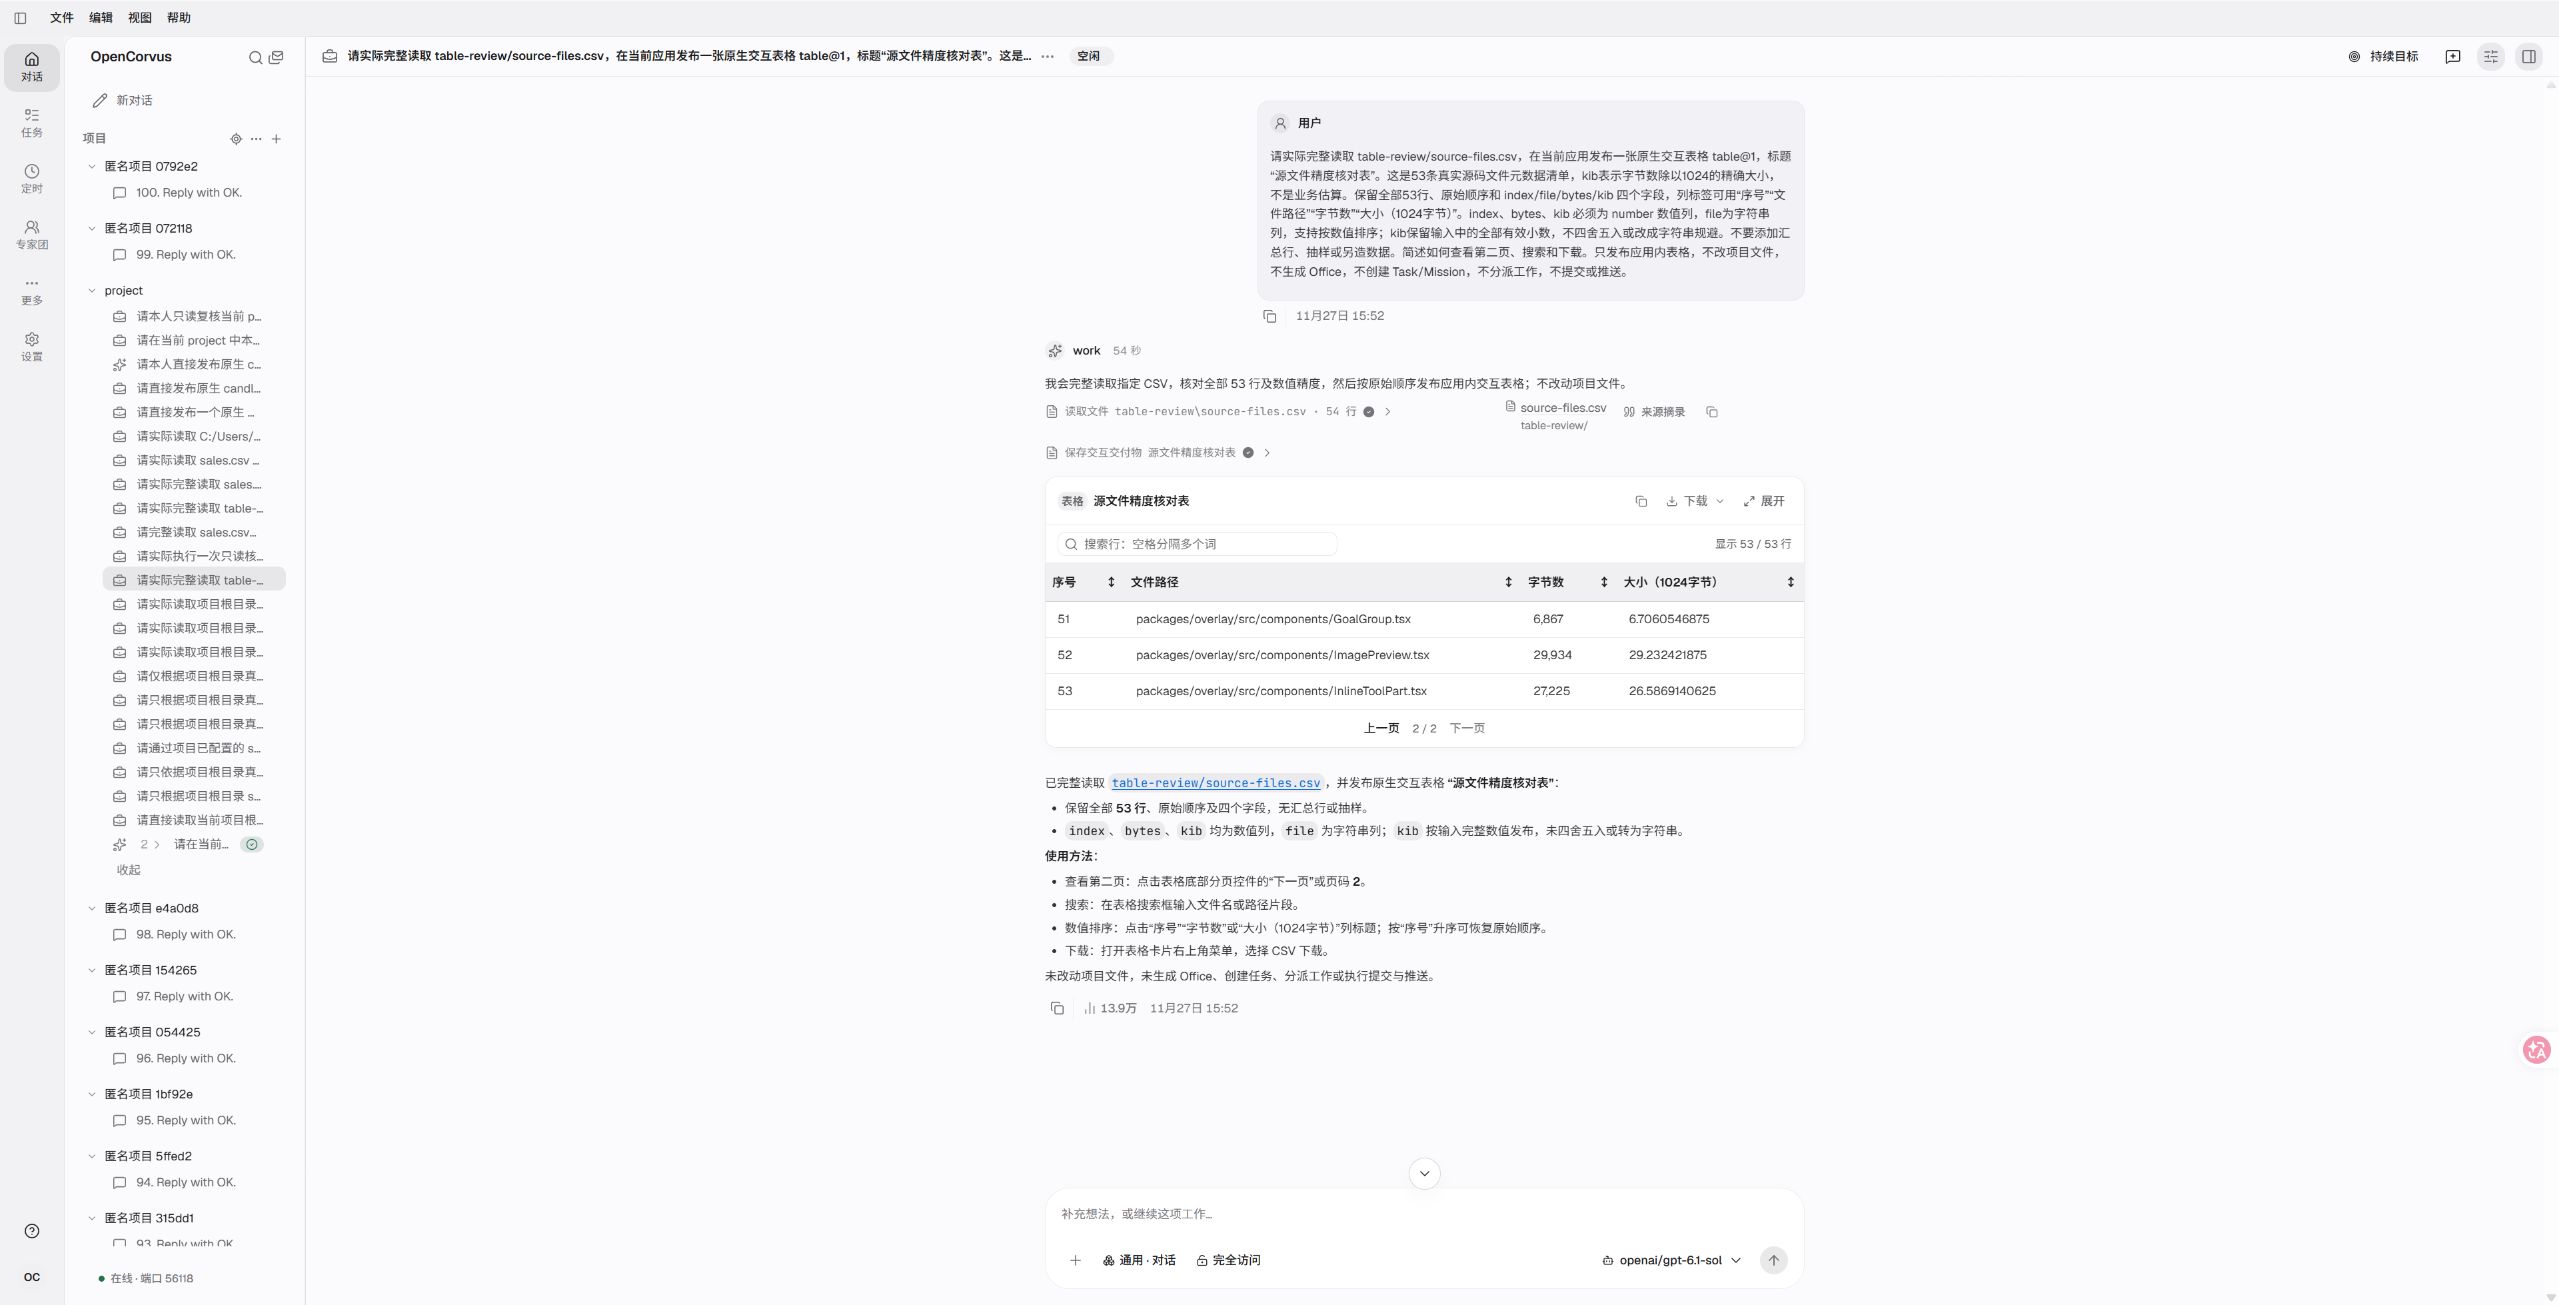 文件 编辑 视图 帮助
对话
任务
定时
专家团
更多
设置
OC
OpenCorvus
新对话
项目
匿名项目 0792e2
100. Reply with OK.
匿名项目 072118
99. Reply with OK.
project
请本人只读复核当前 p...
请在当前 project 中本...
请本人直接发布原生 c...
请直接发布原生 candl...
请直接发布一个原生 ...
请实际读取 C:/Users/...
请实际读取 sales.csv ...
请实际完整读取 sales....
请实际完整读取 table-...
请完整读取 sales.csv...
请实际执行一次只读核...
请实际完整读取 table-...
请实际读取项目根目录...
请实际读取项目根目录...
请实际读取项目根目录...
请仅根据项目根目录真...
请只根据项目根目录真...
请只根据项目根目录真...
请通过项目已配置的 s...
请只依据项目根目录真...
请只根据项目根目录 s...
请直接读取当前项目根...
2 请在当前...
收起
匿名项目 e4a0d8
98. Reply with OK.
匿名项目 154265
97. Reply with OK.
匿名项目 054425
96. Reply with OK.
匿名项目 1bf92e
95. Reply with OK.
匿名项目 5ffed2
94. Reply with OK.
匿名项目 315dd1
93. Reply with OK.
在线 · 端口 56118
请实际完整读取 table-review/source-files.csv，在当前应用发布一张原生交互表格 table@1，标题“源文件精度核对表”。这是... ··· 空闲
持续目标
用户
请实际完整读取 table-review/source-files.csv，在当前应用发布一张原生交互表格 table@1，标题
“源文件精度核对表”。这是53条真实源码文件元数据清单，kib表示字节数除以1024的精确大小，
不是业务估算。保留全部53行、原始顺序和 index/file/bytes/kib 四个字段，列标签可用“序号”“文
件路径”“字节数”“大小（1024字节）”。index、bytes、kib 必须为 number 数值列，file为字符串
列，支持按数值排序；kib保留输入中的全部有效小数，不四舍五入或改成字符串规避。不要添加汇
总行、抽样或另造数据。简述如何查看第二页、搜索和下载。只发布应用内表格，不改项目文件，
不生成 Office，不创建 Task/Mission，不分派工作，不提交或推送。
11月27日 15:52
work 54 秒
我会完整读取指定 CSV，核对全部 53 行及数值精度，然后按原始顺序发布应用内交互表格；不改动项目文件。
读取文件 table-review\source-files.csv · 54 行
source-files.csv
table-review/
来源摘录
保存交互交付物 源文件精度核对表
表格 源文件精度核对表 下载 展开
搜索行：空格分隔多个词 显示 53 / 53 行
序号 文件路径 字节数 大小（1024字节）
51 packages/overlay/src/components/GoalGroup.tsx 6,867 6.7060546875
52 packages/overlay/src/components/ImagePreview.tsx 29,934 29.232421875
53 packages/overlay/src/components/InlineToolPart.tsx 27,225 26.5869140625
上一页 2 / 2 下一页
已完整读取 table-review/source-files.csv，并发布原生交互表格 “源文件精度核对表”：
• 保留全部 53 行、原始顺序及四个字段，无汇总行或抽样。
• index、bytes、kib 均为数值列，file 为字符串列；kib 按输入完整数值发布，未四舍五入或转为字符串。
使用方法：
• 查看第二页：点击表格底部分页控件的“下一页”或页码 2。
• 搜索：在表格搜索框输入文件名或路径片段。
• 数值排序：点击“序号”“字节数”或“大小（1024字节）”列标题；按“序号”升序可恢复原始顺序。
• 下载：打开表格卡片右上角菜单，选择 CSV 下载。
未改动项目文件，未生成 Office、创建任务、分派工作或执行提交与推送。
13.9万 11月27日 15:52
补充想法，或继续这项工作...
通用 · 对话 完全访问 openai/gpt-6.1-sol